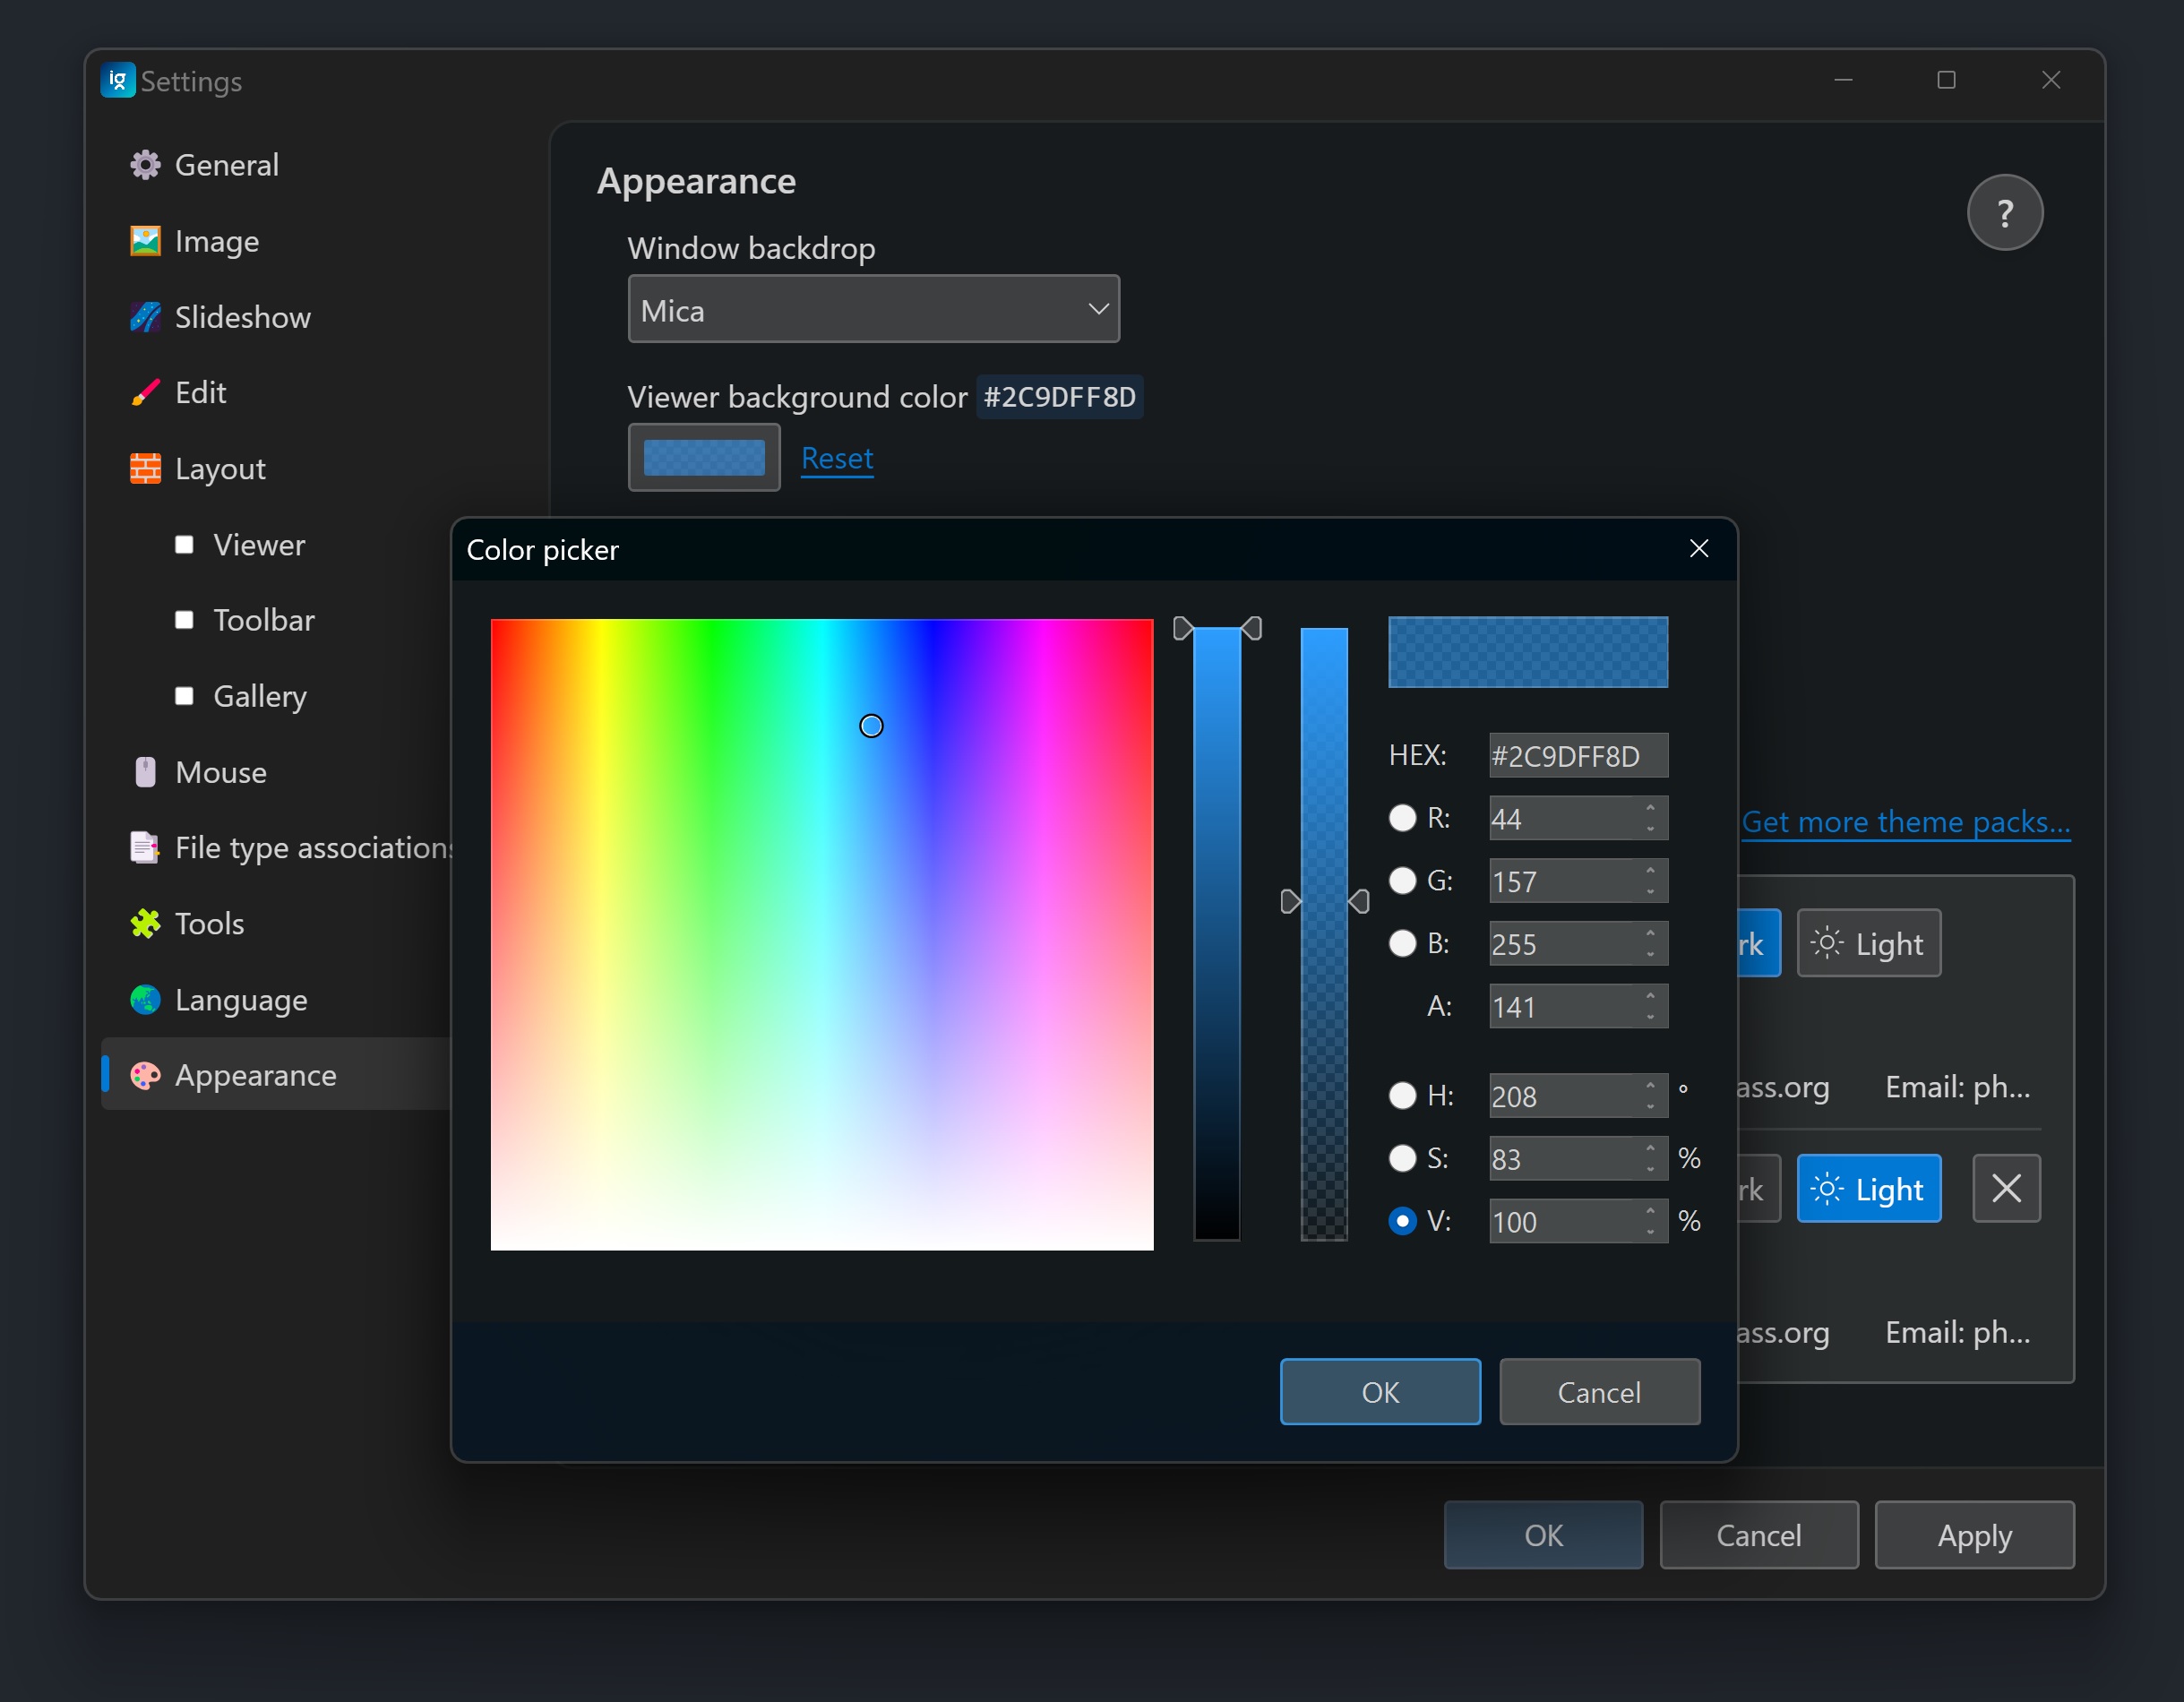 ig Settings
General
Image
Slideshow
Edit
Layout
Viewer
Toolbar
Gallery
Mouse
File type associations
Tools
Language
Appearance
Appearance
?
Window backdrop
Mica
Viewer background color #2C9DFF8D
Reset
Color picker
HEX: #2C9DFF8D
R: 44
G: 157
B: 255
A: 141
H: 208 °
S: 83 %
V: 100 %
OK Cancel
Get more theme packs...
rk Light
ass.org Email: ph...
rk Light
ass.org Email: ph...
OK Cancel Apply